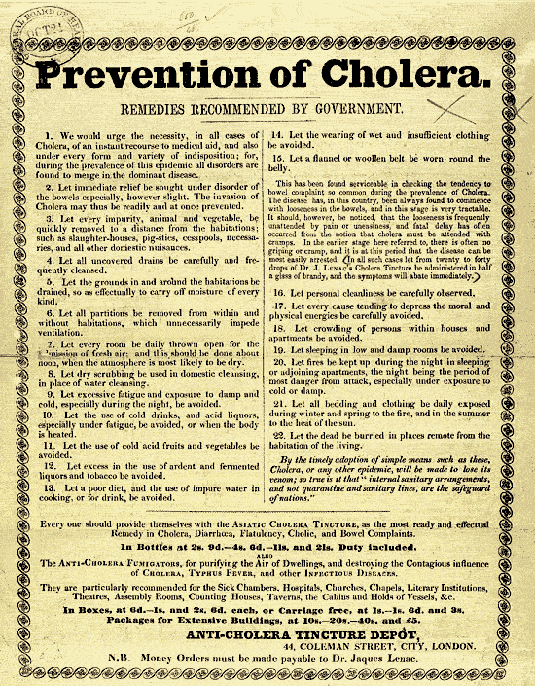 GENERAL BOARD OF HEALTH
OCT 24
Prevention of Cholera.
REMEDIES RECOMMENDED BY GOVERNMENT.
1. We would urge the necessity, in all cases of
Cholera, of an instant recourse to medical aid, and also
under every form and variety of indisposition; for,
during the prevalence of this epidemic all disorders are
found to merge in the dominant disease.
2. Let immediate relief be sought under disorder of
the bowels especially, however slight. The invasion of
Cholera may thus be readily and at once prevented.
3. Let every impurity, animal and vegetable, be
quickly removed to a distance from the habitations;
such as slaughter-houses, pig-sties, cesspools, necessa-
ries, and all other domestic nuisances.
4. Let all uncovered drains be carefully and fre-
quently cleansed.
5. Let the grounds in and around the habitations be
drained, so as effectually to carry off moisture of every
kind.
6. Let all partitions be removed from within and
without habitations, which unnecessarily impede
ventilation.
7. Let every room be daily thrown open for the
admission of fresh air; and this should be done about
noon, when the atmosphere is most likely to be dry.
8. Let dry scrubbing be used in domestic cleansing,
in place of water cleansing.
9. Let excessive fatigue and exposure to damp and
cold, especially during the night, be avoided.
10. Let the use of cold drinks, and acid liquors,
especially under fatigue, be avoided, or when the body
is heated.
11. Let the use of cold acid fruits and vegetables be
avoided.
12. Let excess in the use of ardent and fermented
liquors and tobacco be avoided.
13. Let a poor diet, and the use of impure water in
cooking, or for drink, be avoided.
14. Let the wearing of wet and insufficient clothing
be avoided.
15. Let a flannel or woollen belt be worn round the
belly.
This has been found serviceable in checking the tendency to
bowel complaint so common during the prevalence of Cholera.
The disease has, in this country, been always found to commence
with looseness in the bowels, and in this stage is very tractable.
It should, however, be noticed, that the looseness is frequently
unattended by pain or uneasiness, and fatal delay has often
occurred from the notion that cholera must be attended with
cramps. In the earlier stage here referred to, there is often no
griping or cramp, and it is at this period that the disease can be
most easily arrested (In all such cases let from twenty to forty
drops of Dr. J. Lenac's Cholera Tincture be administered in half
a glass of brandy, and the symptoms will abate immediately.)
16. Let personal cleanliness be carefully observed.
17. Let every cause tending to depress the moral and
physical energies be carefully avoided.
18. Let crowding of persons within houses and
apartments be avoided.
19. Let sleeping in low and damp rooms be avoided.
20. Let fires be kept up during the night in sleeping
or adjoining apartments, the night being the period of
most danger from attack, especially under exposure to
cold or damp.
21. Let all bedding and clothing be daily exposed
during winter and spring to the fire, and in the summer
to the heat of the sun.
22. Let the dead be burred in places remote from the
habitation of the living.
By the timely adoption of simple means such as these,
Cholera, or any other epidemic, will be made to lose its
venom; so true is it that "internal sanitary arrangements,
and not quarantine and sanitary lines, are the safeguard
of nations."
Every one should provide themselves with the ASIATIC CHOLERA TINCTURE, as the most ready and effectual
Remedy in Cholera, Diarrhœa, Flatulency, Cholic, and Bowel Complaints.
In Bottles at 2s. 9d.—4s. 6d.—11s. and 21s. Duty included.
ALSO
The ANTI-CHOLERA FUMIGATORS, for purifying the Air of Dwellings, and destroying the Contagious influence
of CHOLERA, TYPHUS FEVER, and other INFECTIOUS DISEASES.
They are particularly recommended for the Sick Chambers, Hospitals, Churches, Chapels, Literary Institutions,
Theatres, Assembly Rooms, Counting Houses, Taverns, the Cabins and Holds of Vessels, &c.
In Boxes, at 6d.—1s. and 2s. 6d. each, or Carriage free, at 1s.—1s. 6d. and 3s.
Packages for Extensive Buildings, at 10s.—20s.—40s. and £5.
ANTI-CHOLERA TINCTURE DEPÔT,
44, COLEMAN STREET, CITY, LONDON.
N.B. Money Orders must be made payable to Dr. Jaques Lenac.